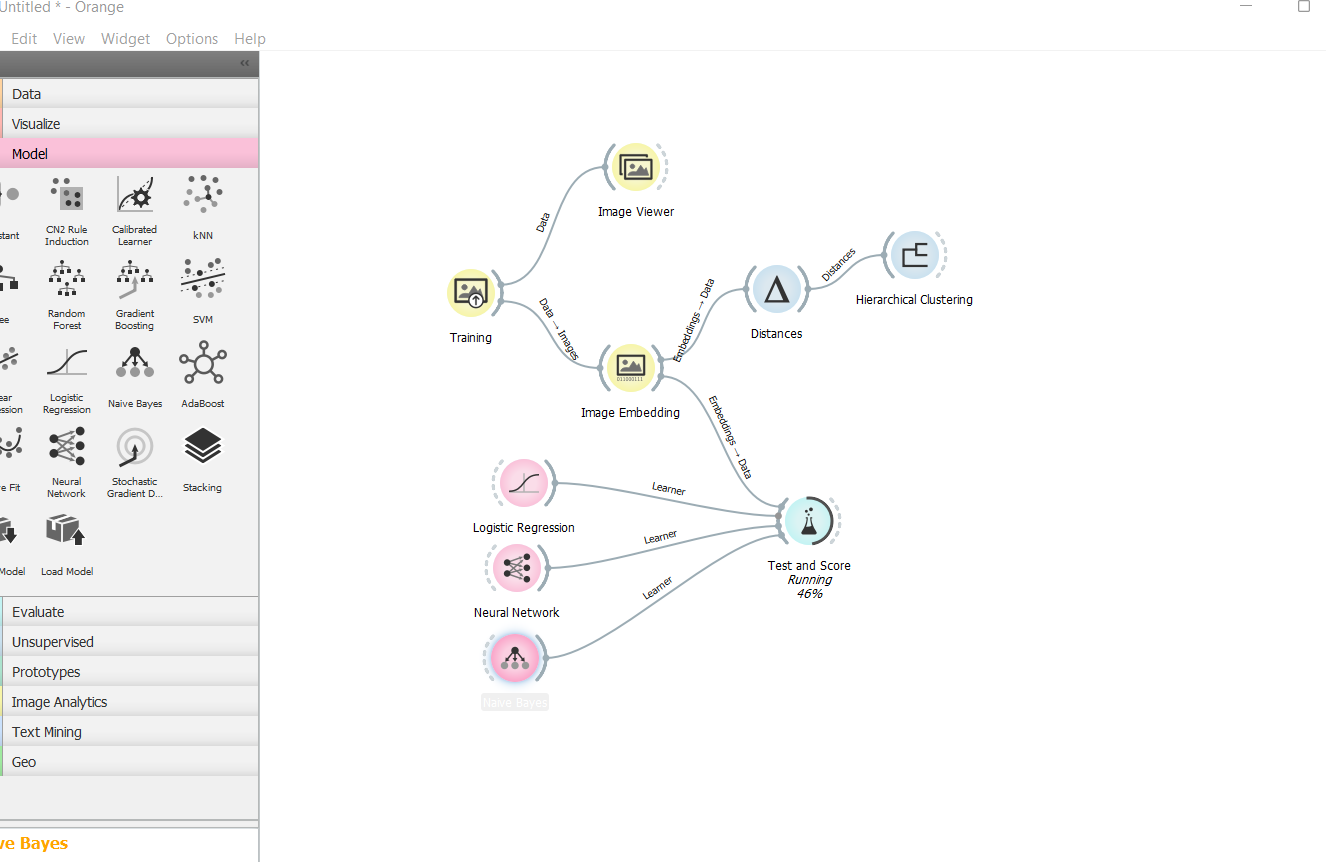 Untitled * - Orange
Edit View Widget Options Help
Data
Visualize
Model
stant
CN2 Rule
Induction
Calibrated
Learner
kNN
ee
Random
Forest
Gradient
Boosting
SVM
ear
ession
Logistic
Regression
Naive Bayes
AdaBoost
ve Fit
Neural
Network
Stochastic
Gradient D...
Stacking
Model
Load Model
Evaluate
Unsupervised
Prototypes
Image Analytics
Text Mining
Geo
ve Bayes
Image Viewer
Data
Training
Data → Images
Image Embedding
011000111
Embeddings → Data
Distances
Distances
Hierarchical Clustering
Embeddings → Data
Logistic Regression
Learner
Neural Network
Learner
Naive Bayes
Learner
Test and Score
Running
46%